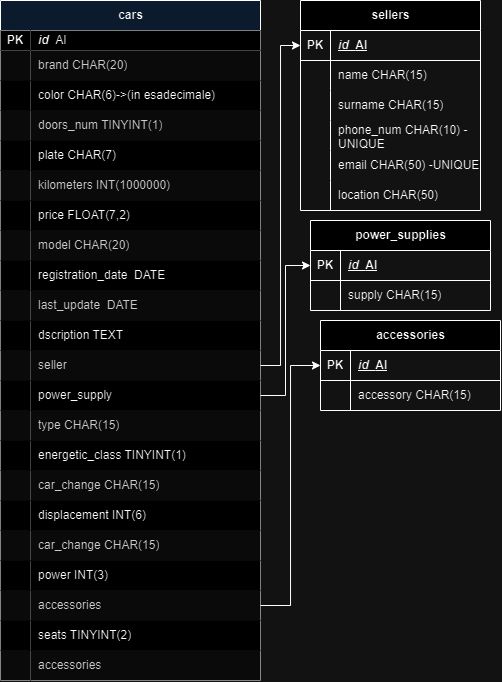 cars
PK id AI
brand CHAR(20)
color CHAR(6)->(in esadecimale)
doors_num TINYINT(1)
plate CHAR(7)
kilometers INT(1000000)
price FLOAT(7,2)
model CHAR(20)
registration_date DATE
last_update DATE
dscription TEXT
seller
power_supply
type CHAR(15)
energetic_class TINYINT(1)
car_change CHAR(15)
displacement INT(6)
car_change CHAR(15)
power INT(3)
accessories
seats TINYINT(2)
accessories
sellers
PK id AI
name CHAR(15)
surname CHAR(15)
phone_num CHAR(10) -
UNIQUE
email CHAR(50) -UNIQUE
location CHAR(50)
power_supplies
PK id AI
supply CHAR(15)
accessories
PK id AI
accessory CHAR(15)